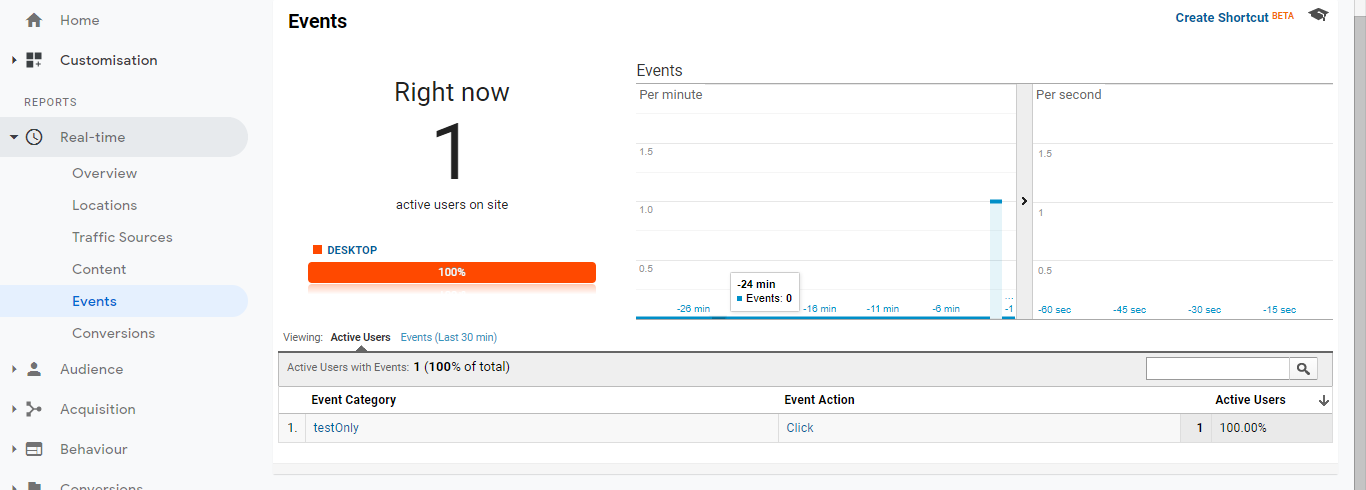 Home
Customisation
REPORTS
Real-time
Overview
Locations
Traffic Sources
Content
Events
Conversions
Audience
Acquisition
Behaviour
Conversions
Events
Create Shortcut BETA
Right now
1
active users on site
DESKTOP
100%
Events
Per minute
1.5
1.0
0.5
-24 min
Events: 0
-26 min
-16 min
-11 min
-6 min
...
-1
Per second
1.5
1
0.5
-60 sec
-45 sec
-30 sec
-15 sec
Viewing: Active Users Events (Last 30 min)
Active Users with Events: 1 (100% of total)
Event Category Event Action Active Users
1. testOnly Click 1 100.00%